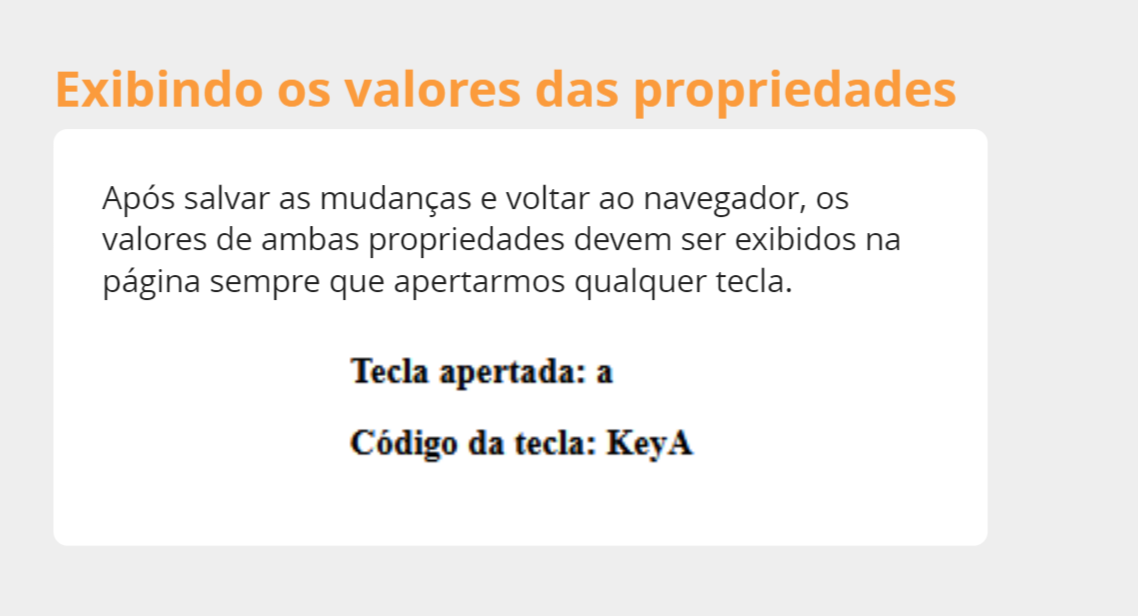 Exibindo os valores das propriedades
Após salvar as mudanças e voltar ao navegador, os
valores de ambas propriedades devem ser exibidos na
página sempre que apertarmos qualquer tecla.
Tecla apertada: a
Código da tecla: KeyA